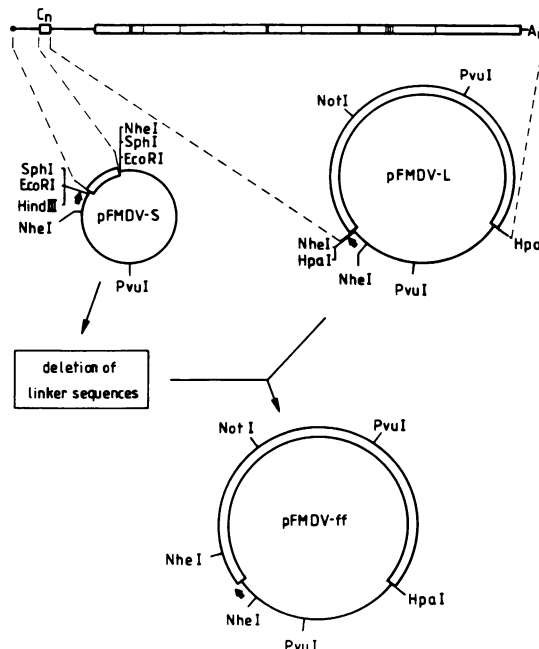 Cn
An
NheI
SphI
EcoRI
SphI
EcoRI
HindIII
NheI
pFMDV-S
PvuI
PvuI
NotI
pFMDV-L
NheI
HpaI
NheI
PvuI
HpaI
deletion of
linker sequences
Not I
PvuI
pFMDV-ff
NheI
NheI
PvuI
HpaI